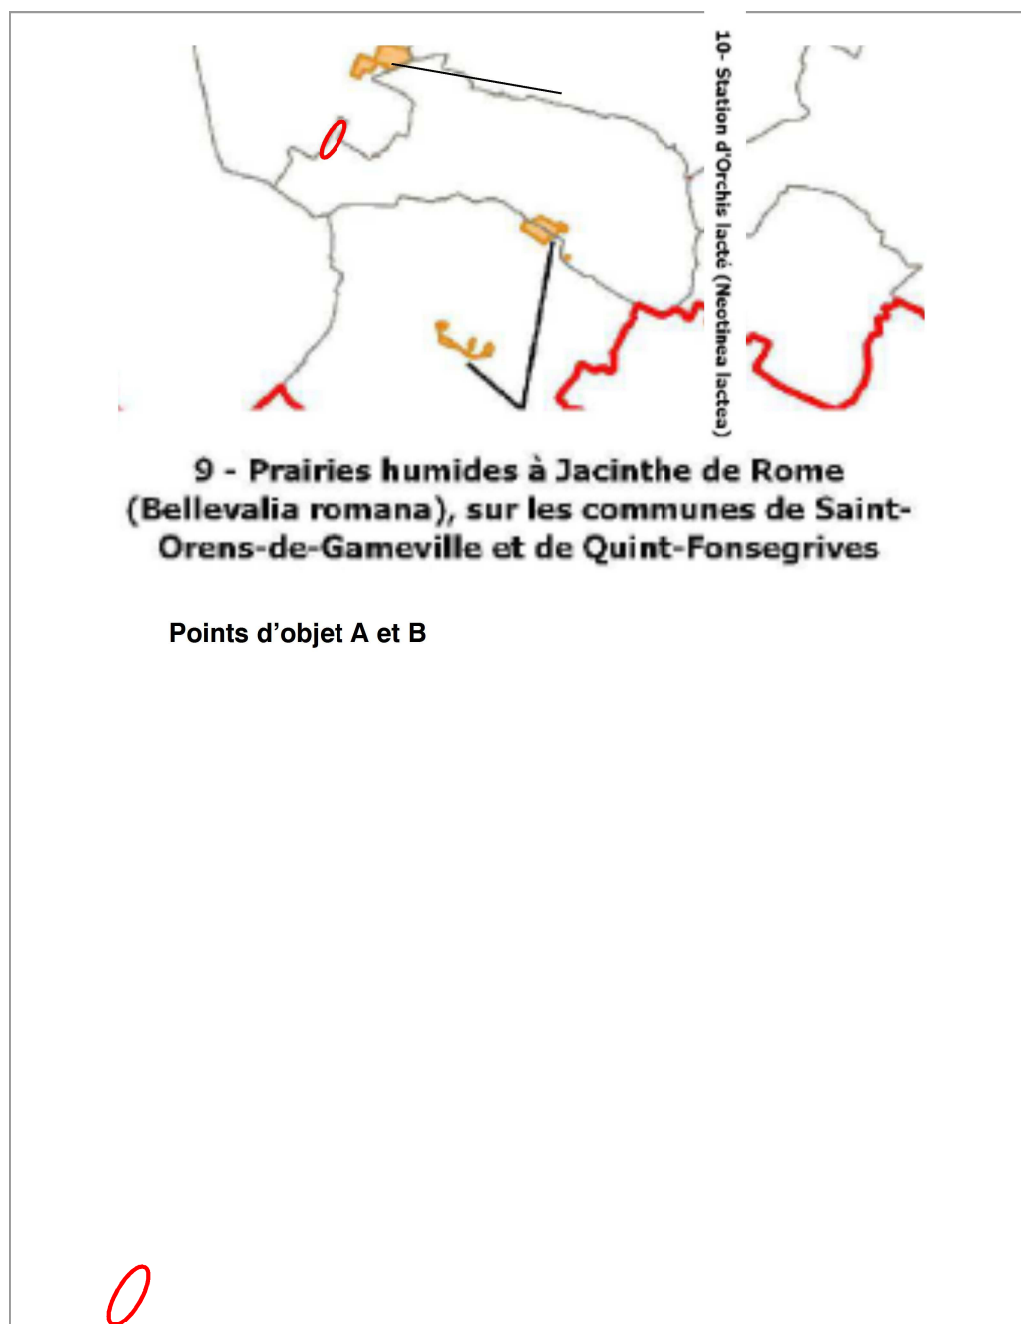 10- Station d'Orchis lacté (Neotinea lactea)
9 - Prairies humides à Jacinthe de Rome
(Bellevalia romana), sur les communes de Saint-
Orens-de-Gameville et de Quint-Fonsegrives
Points d’objet A et B